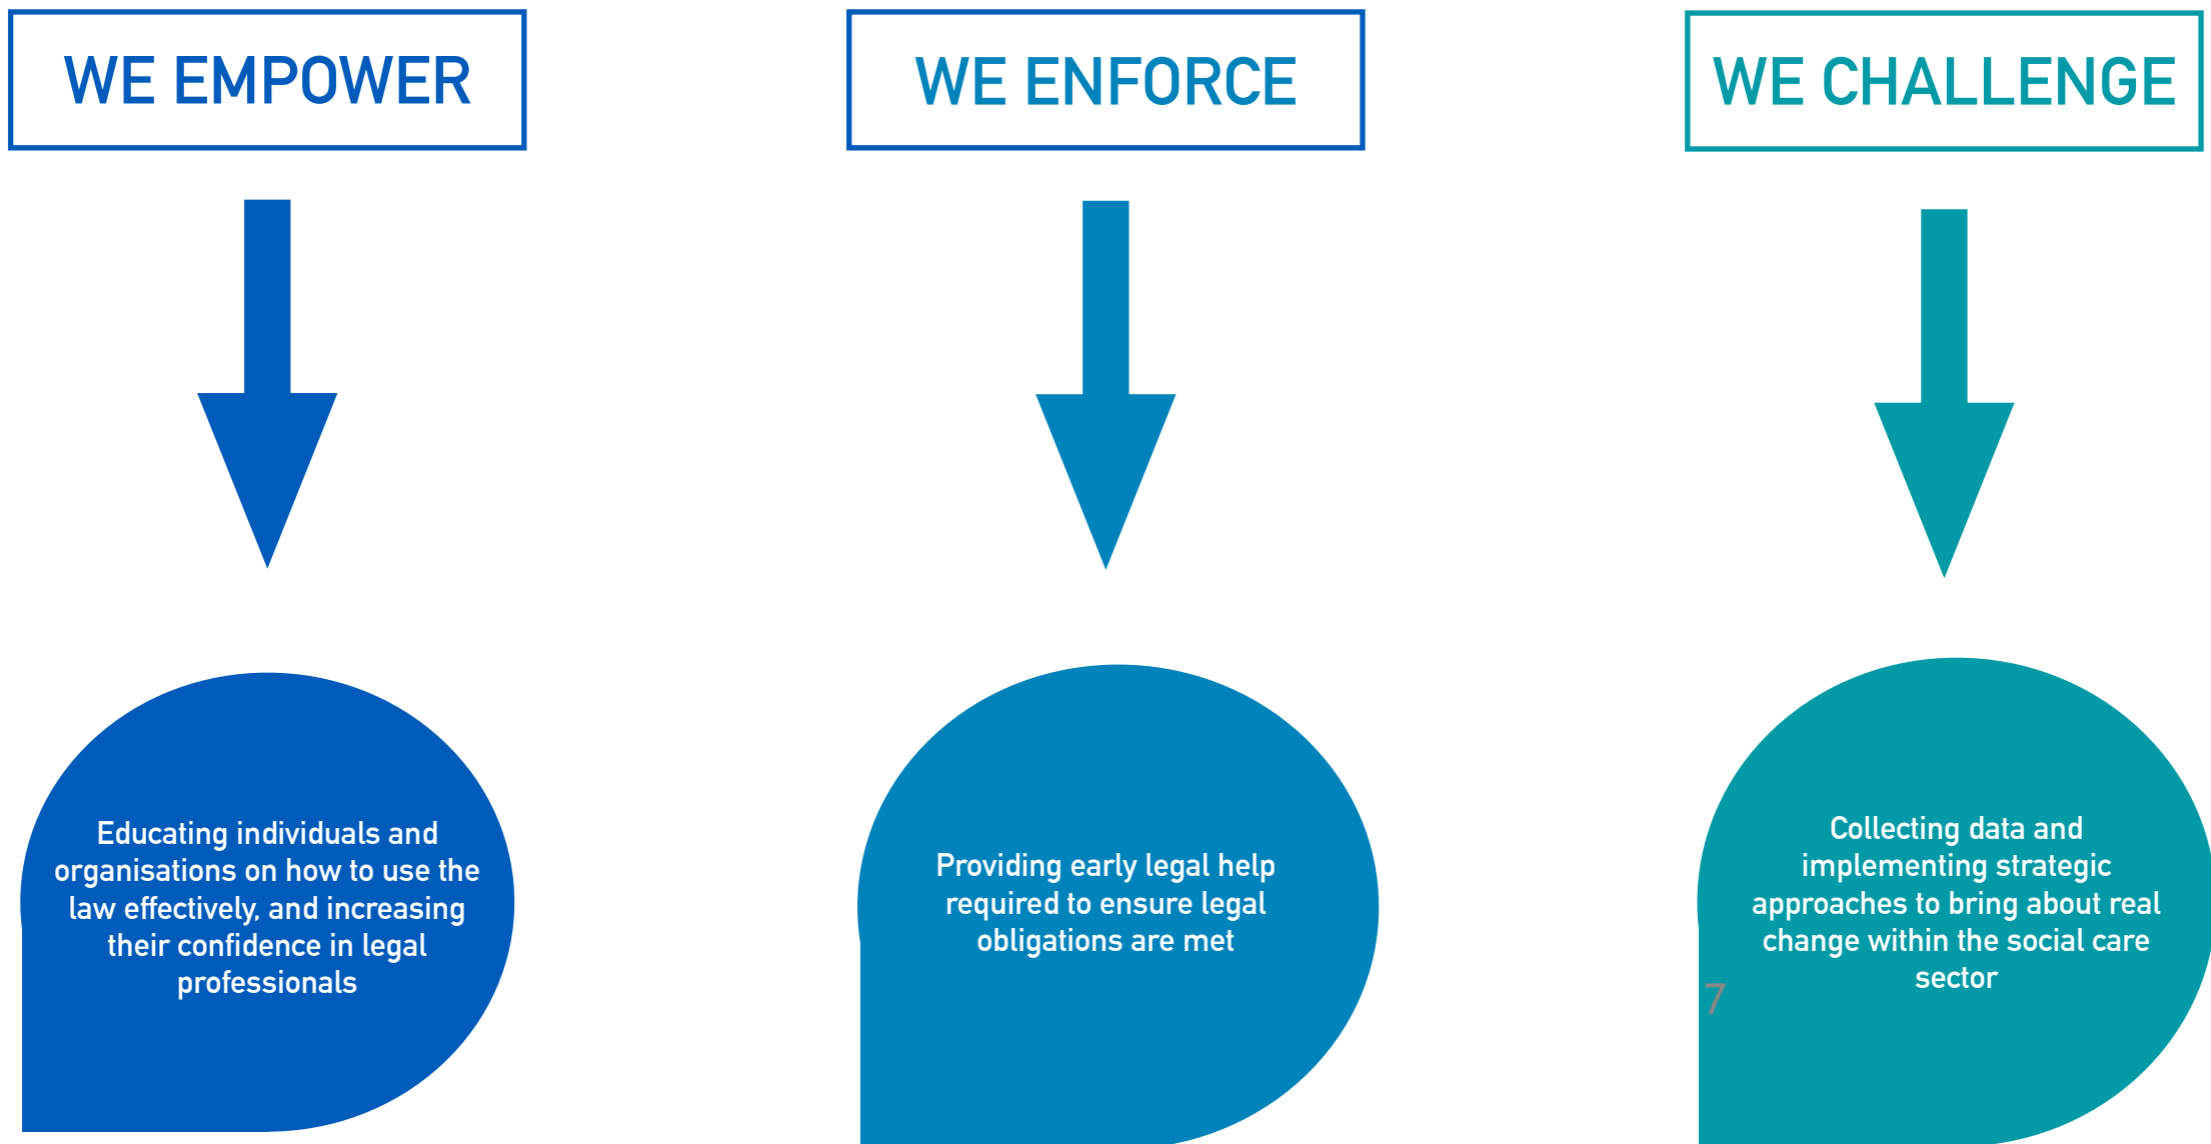 WE EMPOWER
WE ENFORCE
WE CHALLENGE
Educating individuals and
organisations on how to use the
law effectively, and increasing
their confidence in legal
professionals
Providing early legal help
required to ensure legal
obligations are met
Collecting data and
implementing strategic
approaches to bring about real
change within the social care
sector
7